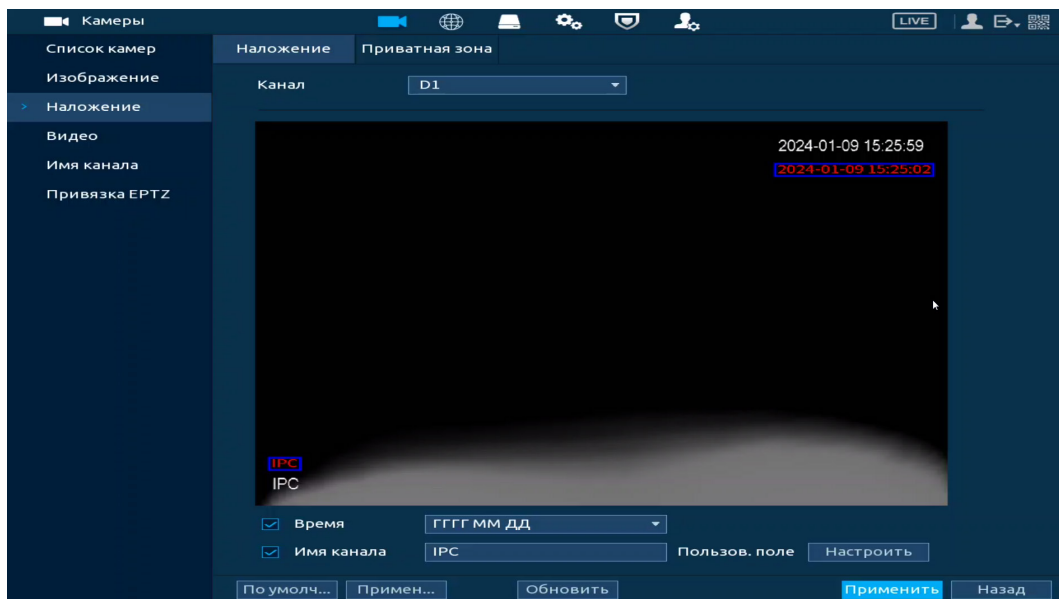 Камеры
LIVE
Список камер
Изображение
Наложение
Видео
Имя канала
Привязка EPTZ
Наложение Приватная зона
Канал D1
2024-01-09 15:25:59
2024-01-09 15:25:02
IPC
IPC
Время ГГГГ ММ ДД
Имя канала IPC Пользов. поле Настроить
По умолч... Примен... Обновить Применить Назад